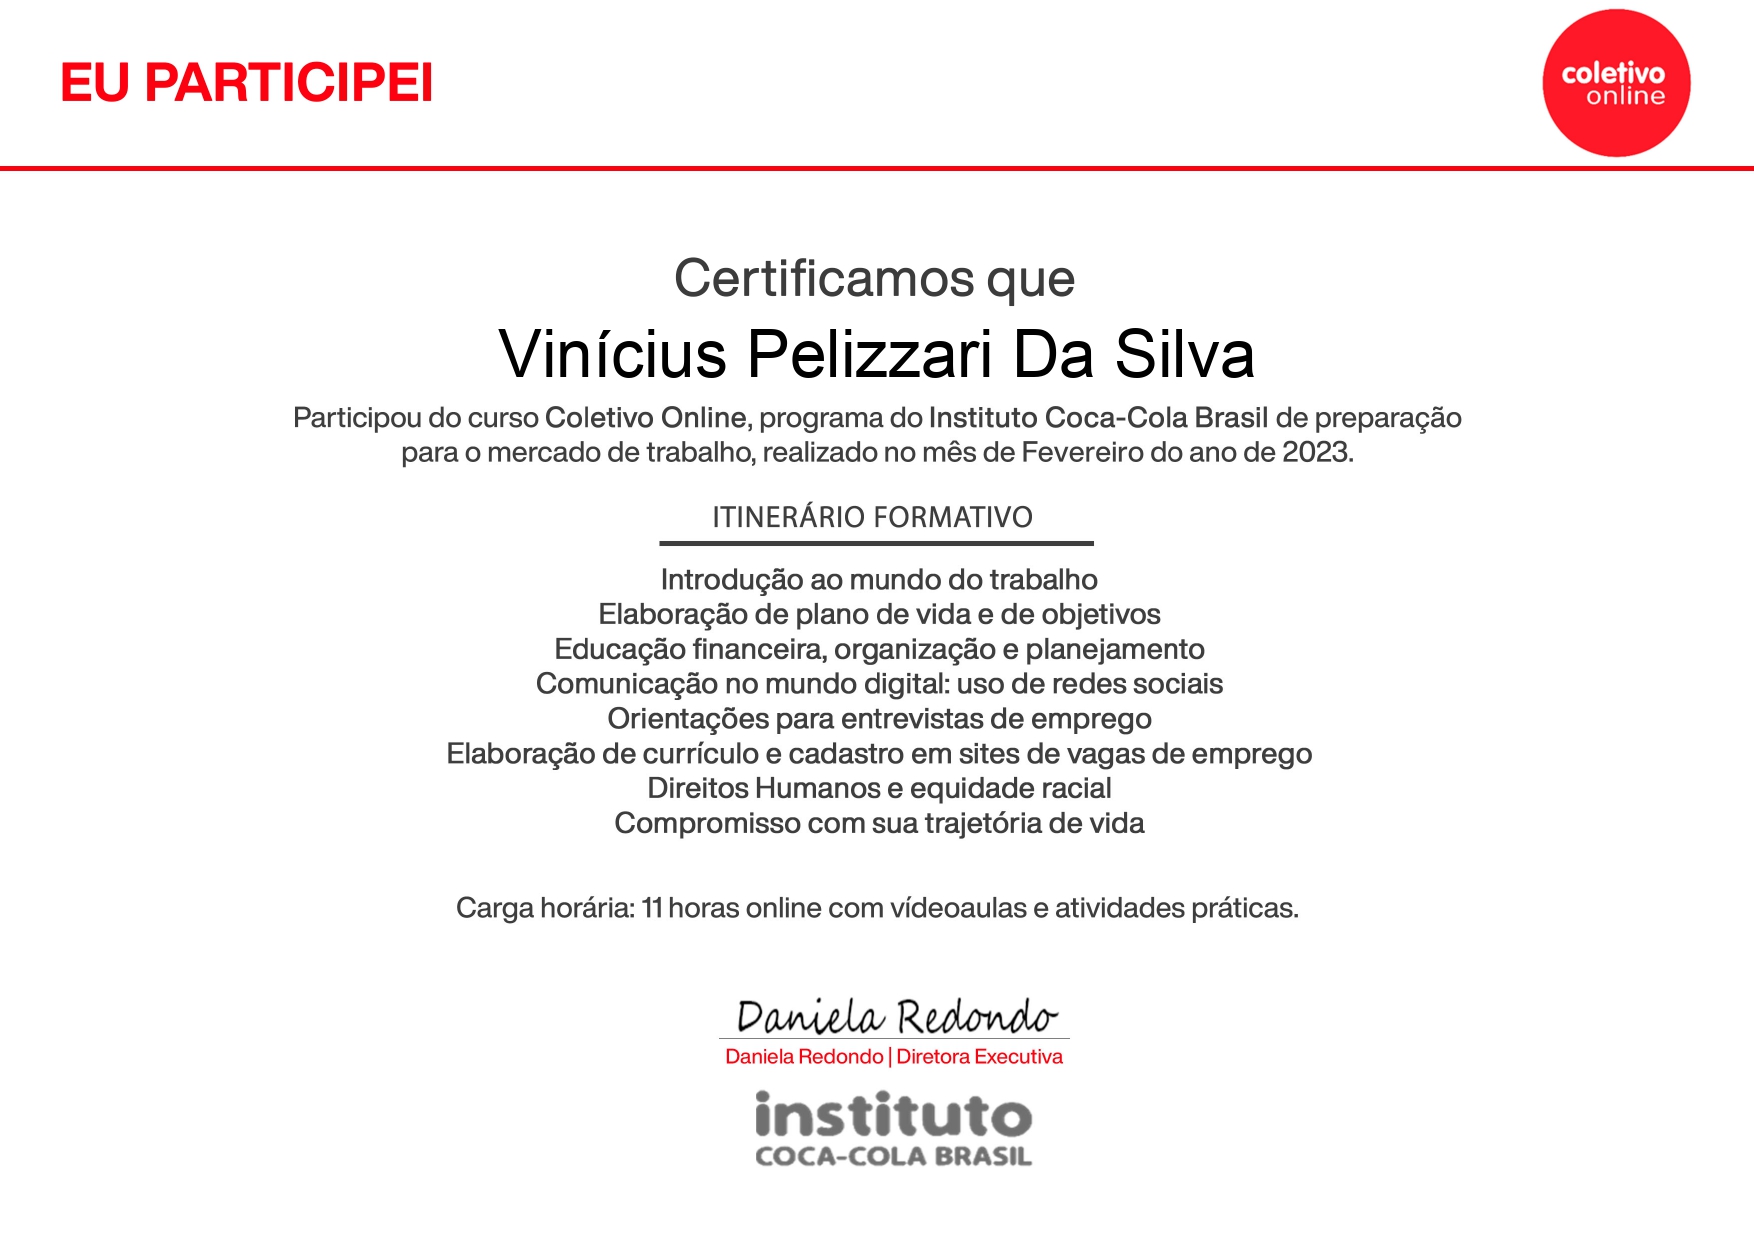 EU PARTICIPEI
coletivo
online
Certificamos que
Vinícius Pelizzari Da Silva
Participou do curso Coletivo Online, programa do Instituto Coca-Cola Brasil de preparação
para o mercado de trabalho, realizado no mês de Fevereiro do ano de 2023.
ITINERÁRIO FORMATIVO
Introdução ao mundo do trabalho
Elaboração de plano de vida e de objetivos
Educação financeira, organização e planejamento
Comunicação no mundo digital: uso de redes sociais
Orientações para entrevistas de emprego
Elaboração de currículo e cadastro em sites de vagas de emprego
Direitos Humanos e equidade racial
Compromisso com sua trajetória de vida
Carga horária: 11 horas online com vídeoaulas e atividades práticas.
Daniela Redondo
Daniela Redondo | Diretora Executiva
instituto
COCA-COLA BRASIL